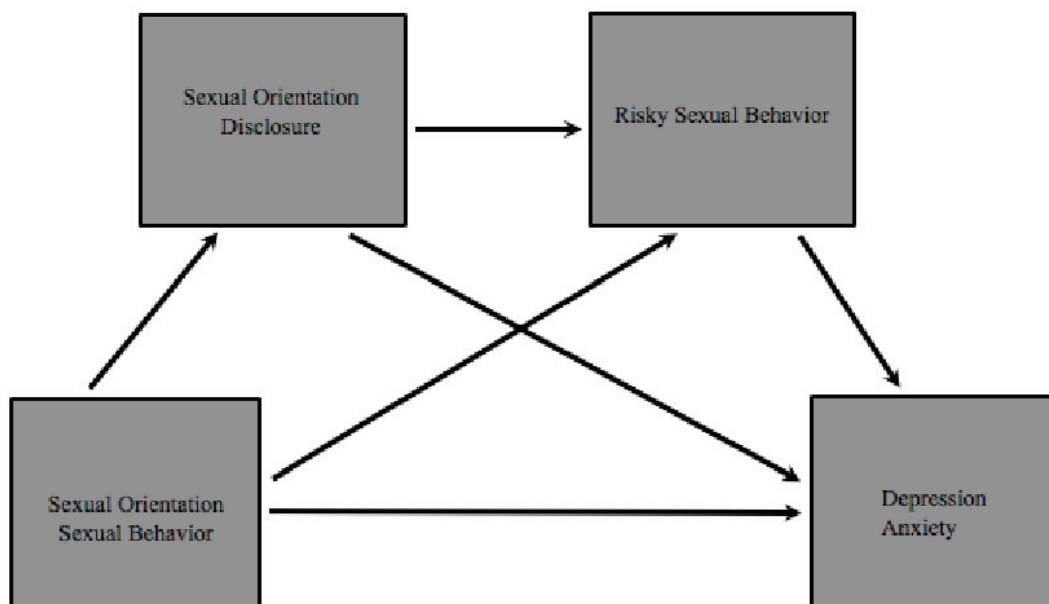 Sexual Orientation
Disclosure
Risky Sexual Behavior
Sexual Orientation
Sexual Behavior
Depression
Anxiety